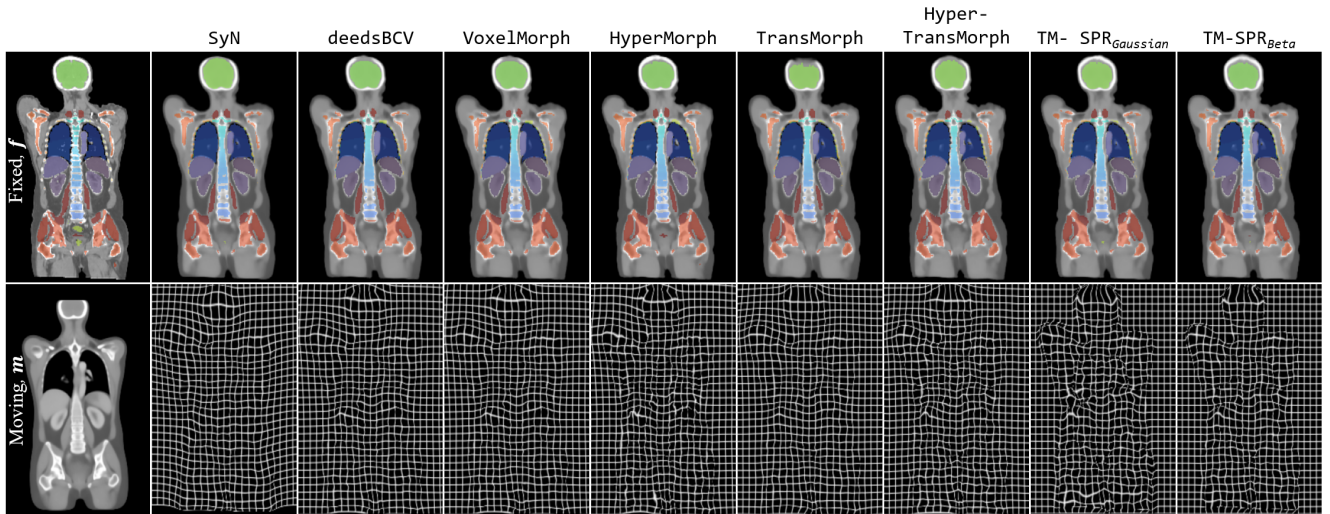 SyN
deedsBCV
VoxelMorph
HyperMorph
TransMorph
Hyper-
TransMorph
TM- SPRGaussian
TM-SPRBeta
Fixed, f
Moving, m